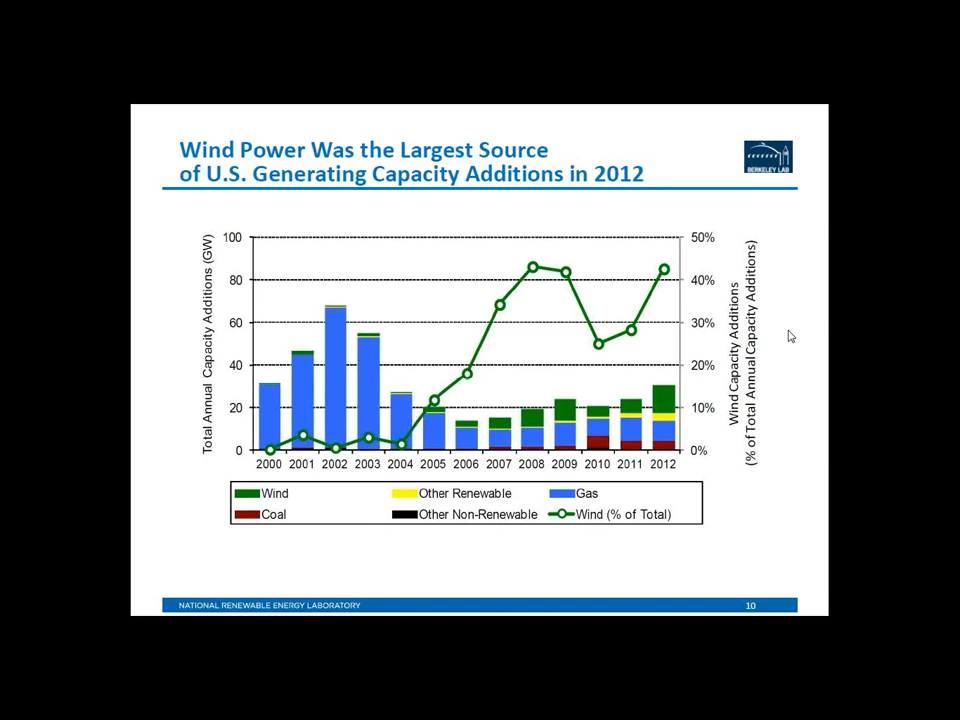 Wind Power Was the Largest Source
of U.S. Generating Capacity Additions in 2012
BERKELEY LAB
Total Annual Capacity Additions (GW)
100
80
60
40
20
0
50%
40%
30%
20%
10%
0%
Wind Capacity Additions
(% of Total Annual Capacity Additions)
2000 2001 2002 2003 2004 2005 2006 2007 2008 2009 2010 2011 2012
Wind Other Renewable Gas
Coal Other Non-Renewable Wind (% of Total)
NATIONAL RENEWABLE ENERGY LABORATORY 10